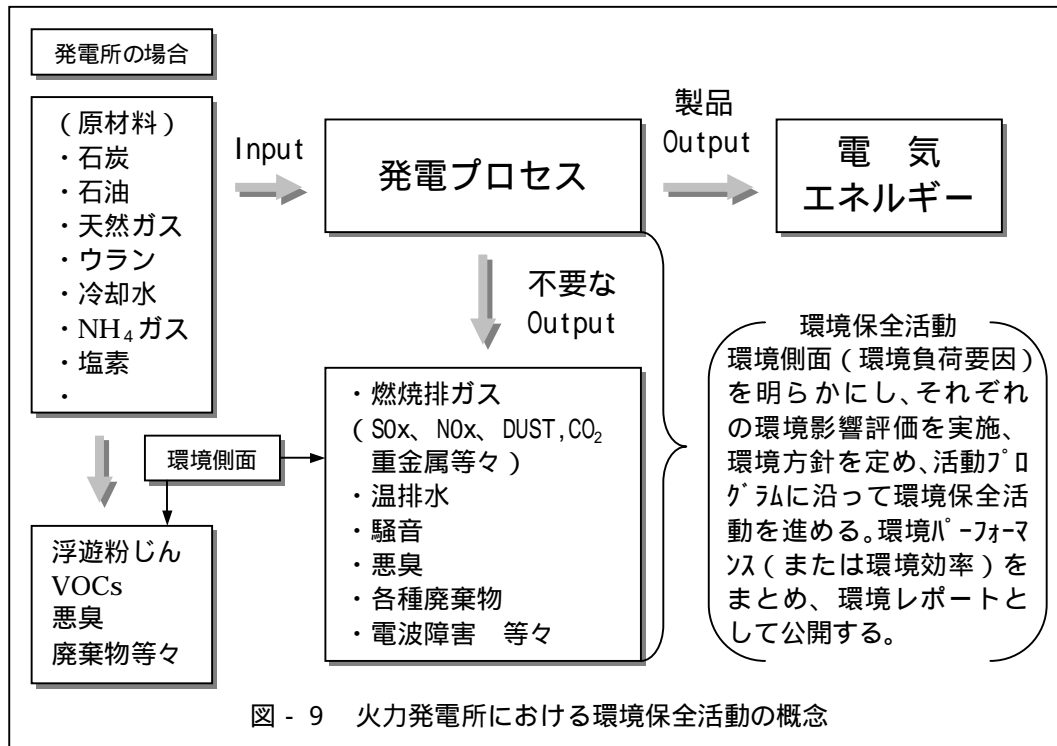 発電所の場合
(原材料)
・石炭
・石油
・天然ガス
・ウラン
・冷却水
・NH₄ガス
・塩素
・
Input
発電プロセス
製品
Output
電　気
エネルギー
不要な
Output
環境側面
浮遊粉じん
VOCs
悪臭
廃棄物等々
・燃焼排ガス
(SOx、NOx、DUST,CO₂
重金属等々)
・温排水
・騒音
・悪臭
・各種廃棄物
・電波障害　等々
環境保全活動
環境側面(環境負荷要因)
を明らかにし、それぞれ
の環境影響評価を実施、
環境方針を定め、活動ﾌﾟﾛ
ｸﾞﾗﾑに沿って環境保全活
動を進める。環境ﾊﾟｰﾌｫｰﾏ
ﾝｽ(または環境効率)を
まとめ、環境レポートと
して公開する。
図 - 9　火力発電所における環境保全活動の概念